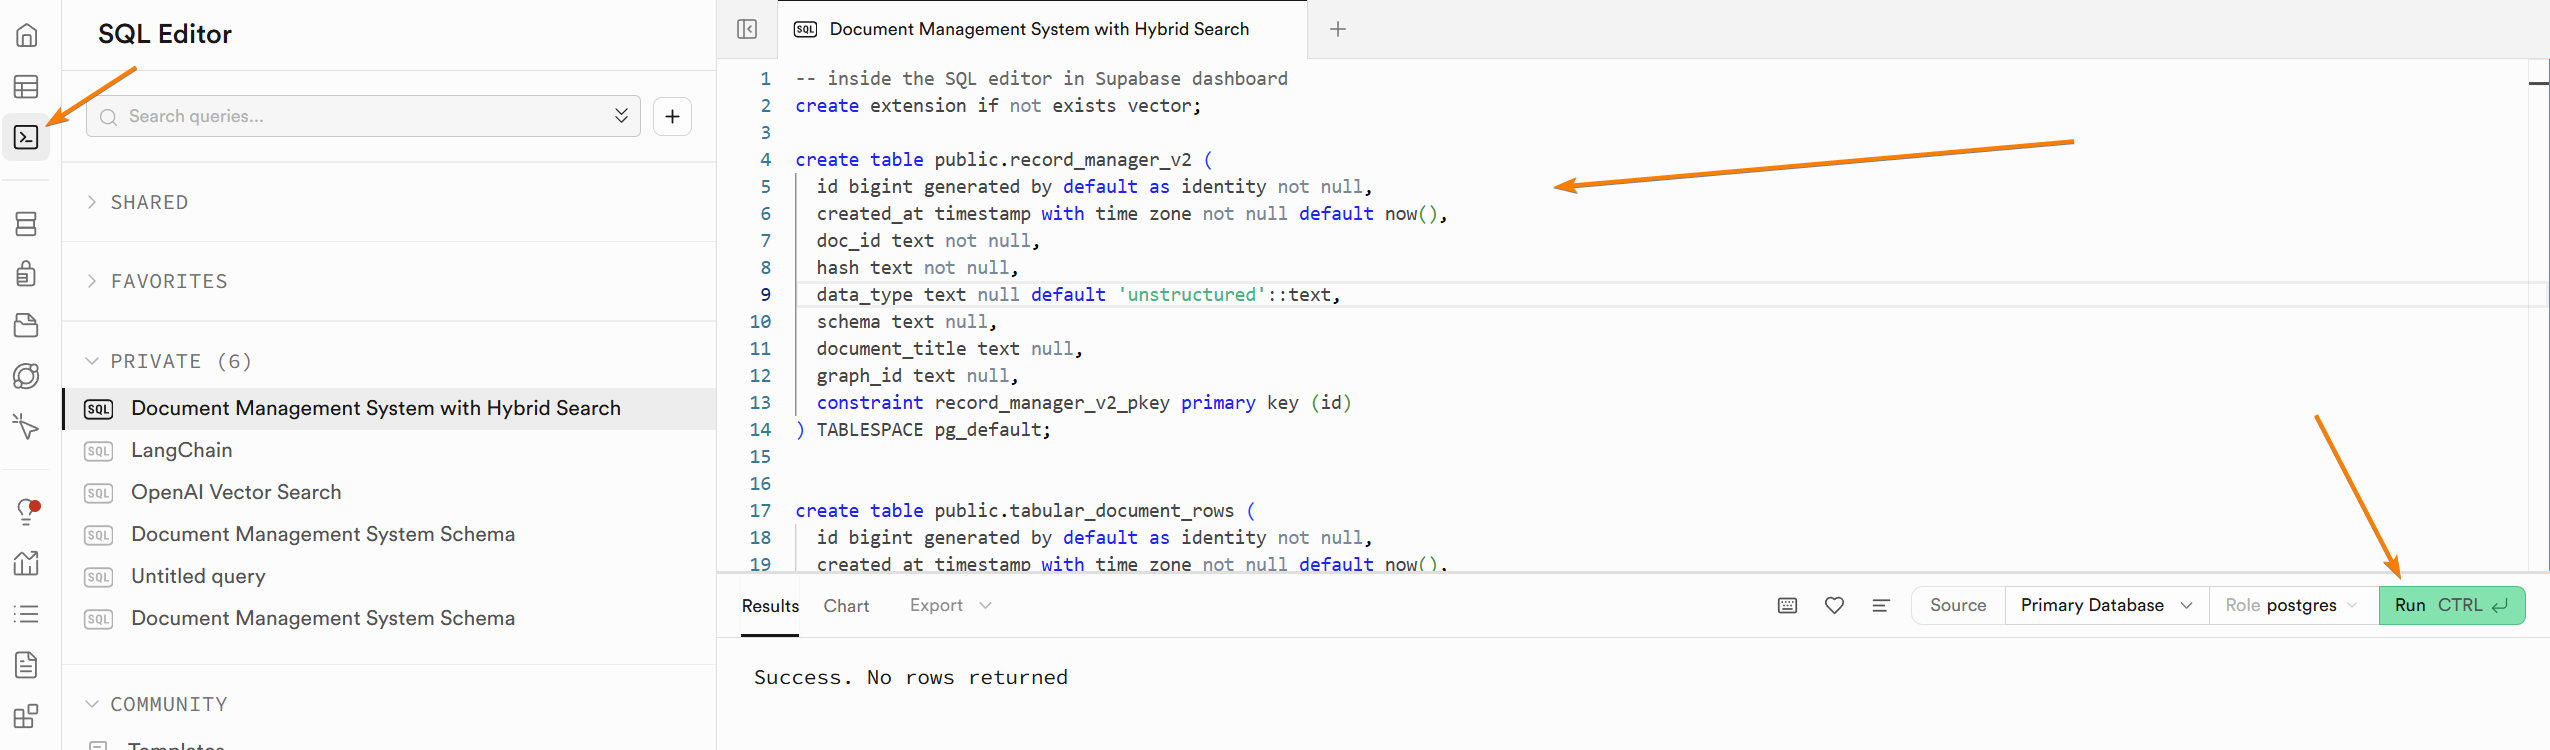 SQL Editor
Search queries...
SHARED
FAVORITES
PRIVATE (6)
SQL Document Management System with Hybrid Search
SQL LangChain
SQL OpenAI Vector Search
SQL Document Management System Schema
SQL Untitled query
SQL Document Management System Schema
COMMUNITY
Templates
SQL Document Management System with Hybrid Search
1 -- inside the SQL editor in Supabase dashboard
2 create extension if not exists vector;
3
4 create table public.record_manager_v2 (
5 id bigint generated by default as identity not null,
6 created_at timestamp with time zone not null default now(),
7 doc_id text not null,
8 hash text not null,
9 data_type text null default 'unstructured'::text,
10 schema text null,
11 document_title text null,
12 graph_id text null,
13 constraint record_manager_v2_pkey primary key (id)
14 ) TABLESPACE pg_default;
15
16
17 create table public.tabular_document_rows (
18 id bigint generated by default as identity not null,
19 created_at timestamp with time zone not null default now(),
Results Chart Export Source Primary Database Role postgres Run CTRL
Success. No rows returned